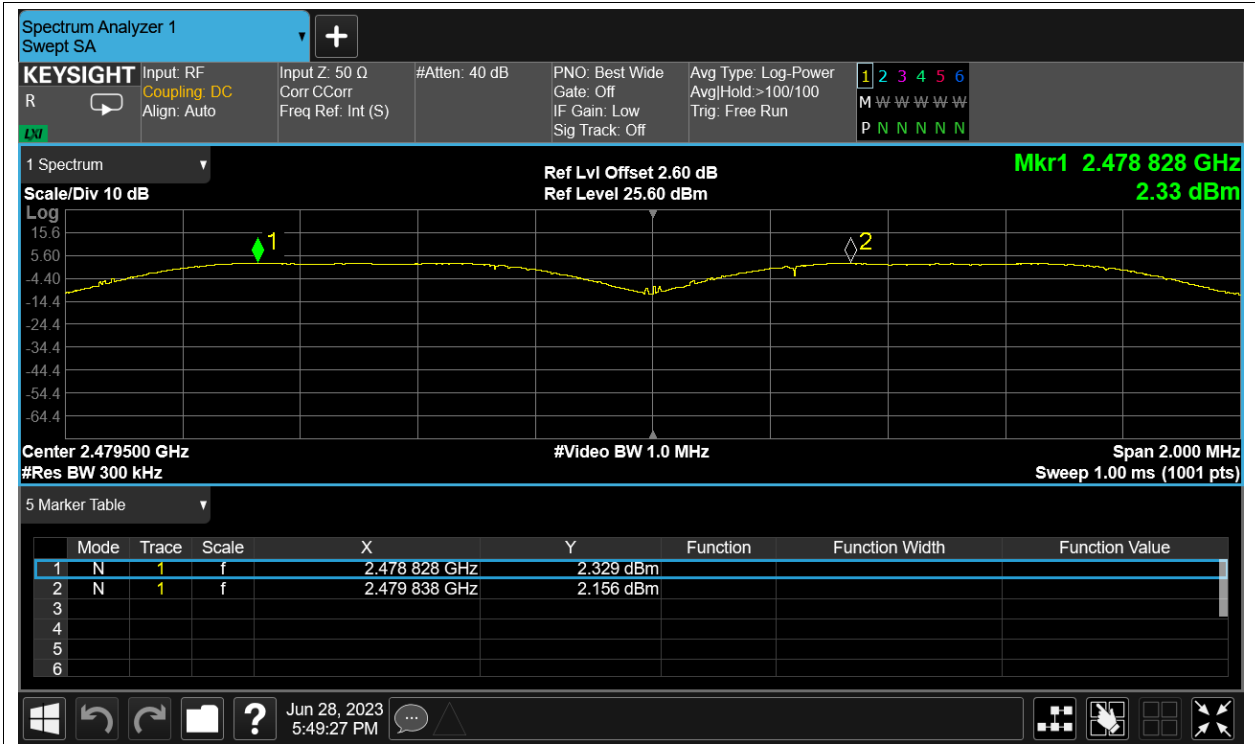 Spectrum Analyzer 1
Swept SA
KEYSIGHT
R
LXI
Input: RF
Coupling: DC
Align: Auto
Input Z: 50 Ω
Corr CCorr
Freq Ref: Int (S)
#Atten: 40 dB
PNO: Best Wide
Gate: Off
IF Gain: Low
Sig Track: Off
Avg Type: Log-Power
Avg|Hold:>100/100
Trig: Free Run
1 2 3 4 5 6
M W W W W W
P N N N N N
1 Spectrum
Scale/Div 10 dB
Ref Lvl Offset 2.60 dB
Ref Level 25.60 dBm
Mkr1 2.478 828 GHz
2.33 dBm
Log
15.6
5.60
-4.40
-14.4
-24.4
-34.4
-44.4
-54.4
-64.4
1
2
Center 2.479500 GHz
#Video BW 1.0 MHz
Span 2.000 MHz
#Res BW 300 kHz
Sweep 1.00 ms (1001 pts)
5 Marker Table
Mode Trace Scale X Y Function Function Width Function Value
1 N 1 f 2.478 828 GHz 2.329 dBm
2 N 1 f 2.479 838 GHz 2.156 dBm
3
4
5
6
?
Jun 28, 2023
5:49:27 PM